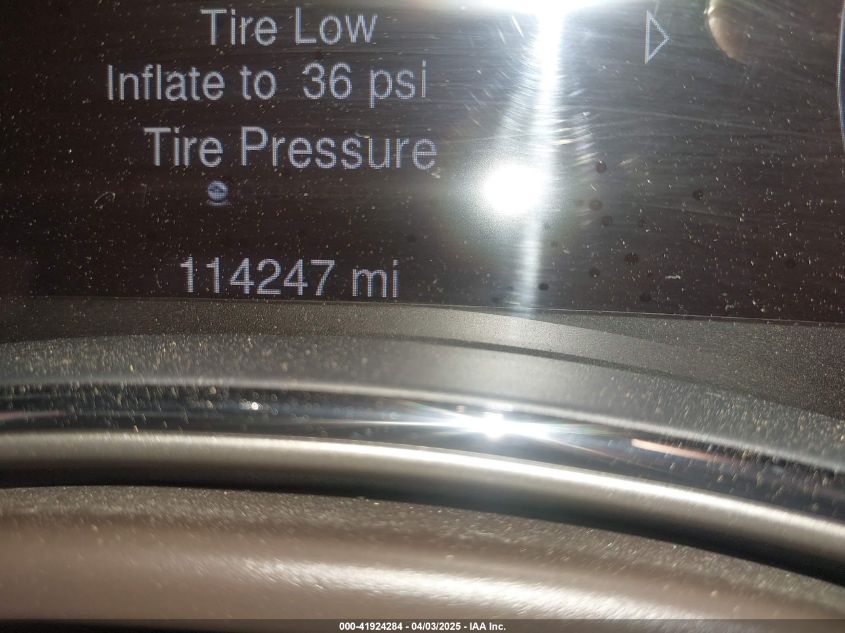 Tire Low
Inflate to 36 psi
Tire Pressure
114247 mi
000-41924284 - 04/03/2025 - IAA Inc.